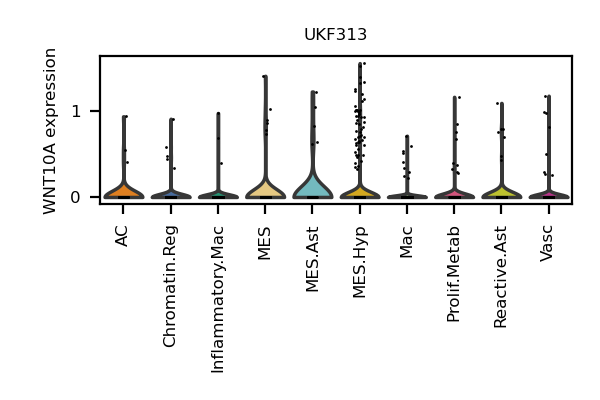 UKF313
WNT10A expression
1
0
AC
Chromatin.Reg
Inflammatory.Mac
MES
MES.Ast
MES.Hyp
Mac
Prolif.Metab
Reactive.Ast
Vasc